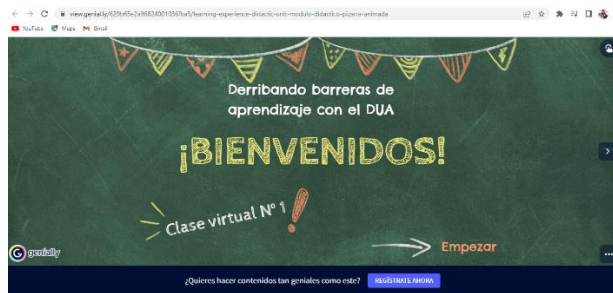 view.genial.ly/629b65e2a96824001036fba3/learning-experience-didactic-unit-modulo-didactico-pizarra-animada
YouTube Maps Gmail
Derribando barreras de
aprendizaje con el DUA
¡BIENVENIDOS!
Clase virtual N° 1
!
Empezar
genially
¿Quieres hacer contenidos tan geniales como este? REGÍSTRATE AHORA